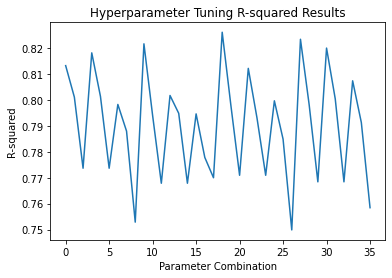 Hyperparameter Tuning R-squared Results
0.82
0.81
0.80
0.79
0.78
0.77
0.76
0.75
R-squared
0 5 10 15 20 25 30 35
Parameter Combination